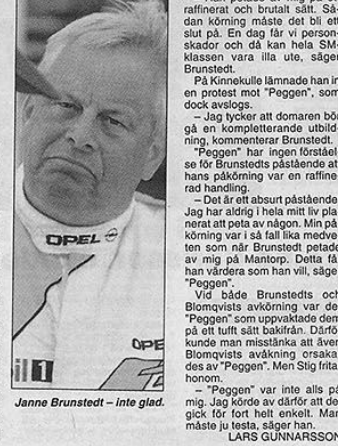 raffinerat och brutalt sätt. Så-
dan körning måste det bli ett
slut på. En dag får vi person-
skador och då kan hela SM-
klassen vara illa ute, säger
Brunstedt.
På Kinnekulle lämnade han in
en protest mot "Peggen", som
dock avslogs.
– Jag tycker att domaren bör
gå en kompletterande utbild-
ning, kommenterar Brunstedt.
"Peggen" har ingen förståel-
se för Brunstedts påstående att
hans påkörning var en raffine-
rad handling.
– Det är ett absurt påstående.
Jag har aldrig i hela mitt liv pla-
nerat att peta av någon. Min på-
körning var i så fall lika medve-
ten som när Brunstedt petade
av mig på Mantorp. Detta få
han värdera som han vill, säge
"Peggen".
Vid både Brunstedts och
Blomqvists avkörning var de
"Peggen" som uppvaktade dem
på ett tufft sätt bakifrån. Därfö
kunde man misstänka att även
Blomqvists avåkning orsaka
des av "Peggen". Men Stig frita
honom.
– "Peggen" var inte alls på
mig. Jag körde av därför att de
gick för fort helt enkelt. Man
måste ju testa, säger han.
LARS GUNNARSSON
OPEL
OPE
1
Janne Brunstedt – inte glad.